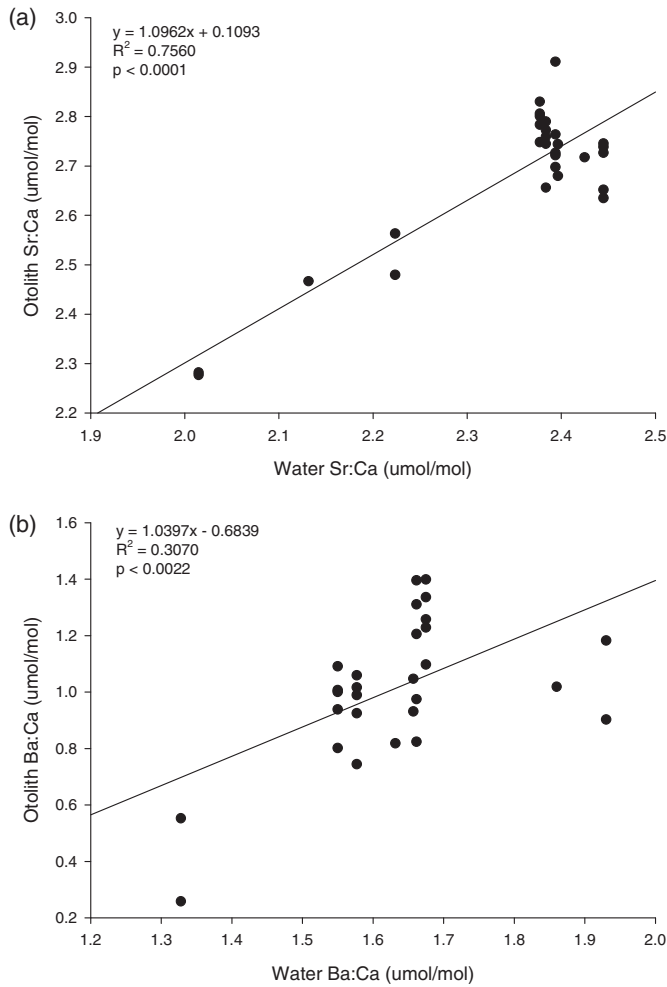 (a)
y = 1.0962x + 0.1093
R² = 0.7560
p < 0.0001
3.0
2.9
2.8
2.7
2.6
2.5
2.4
2.3
2.2
Otolith Sr:Ca (umol/mol)
1.9 2.0 2.1 2.2 2.3 2.4 2.5
Water Sr:Ca (umol/mol)
(b)
y = 1.0397x - 0.6839
R² = 0.3070
p < 0.0022
1.6
1.4
1.2
1.0
0.8
0.6
0.4
0.2
Otolith Ba:Ca (umol/mol)
1.2 1.3 1.4 1.5 1.6 1.7 1.8 1.9 2.0
Water Ba:Ca (umol/mol)